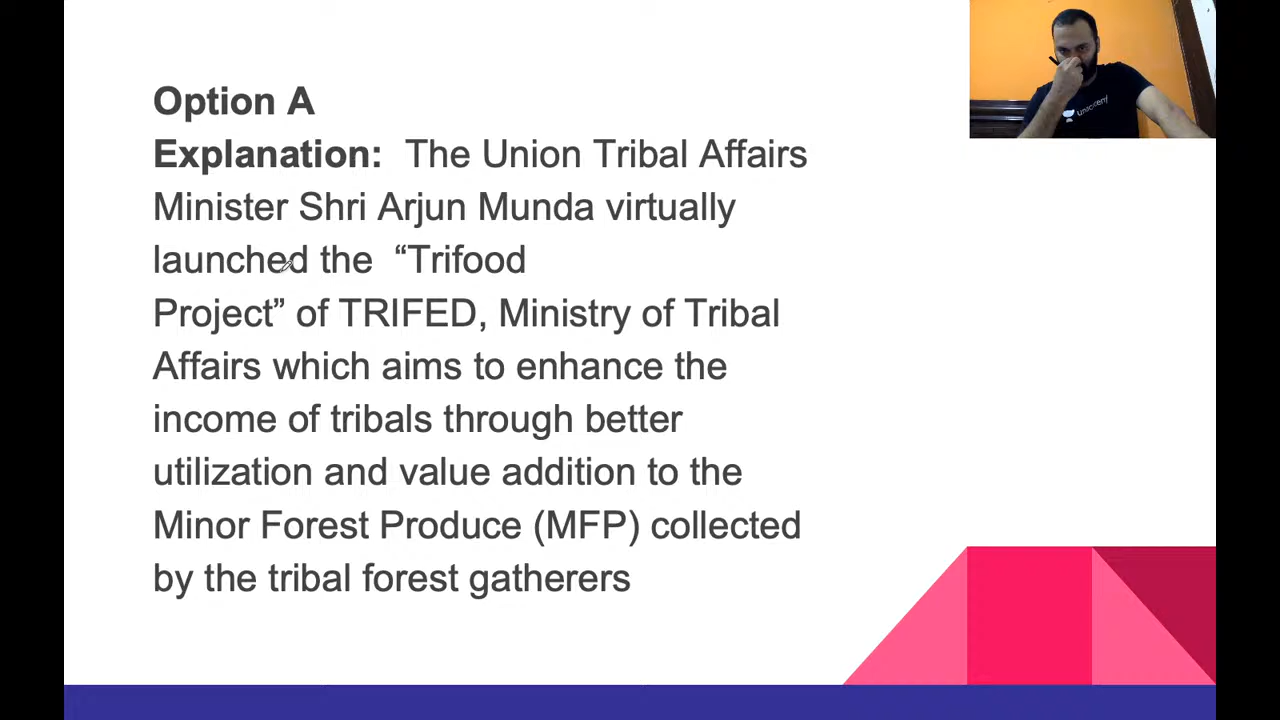 Option A
Explanation: The Union Tribal Affairs
Minister Shri Arjun Munda virtually
launched the “Trifood
Project” of TRIFED, Ministry of Tribal
Affairs which aims to enhance the
income of tribals through better
utilization and value addition to the
Minor Forest Produce (MFP) collected
by the tribal forest gatherers